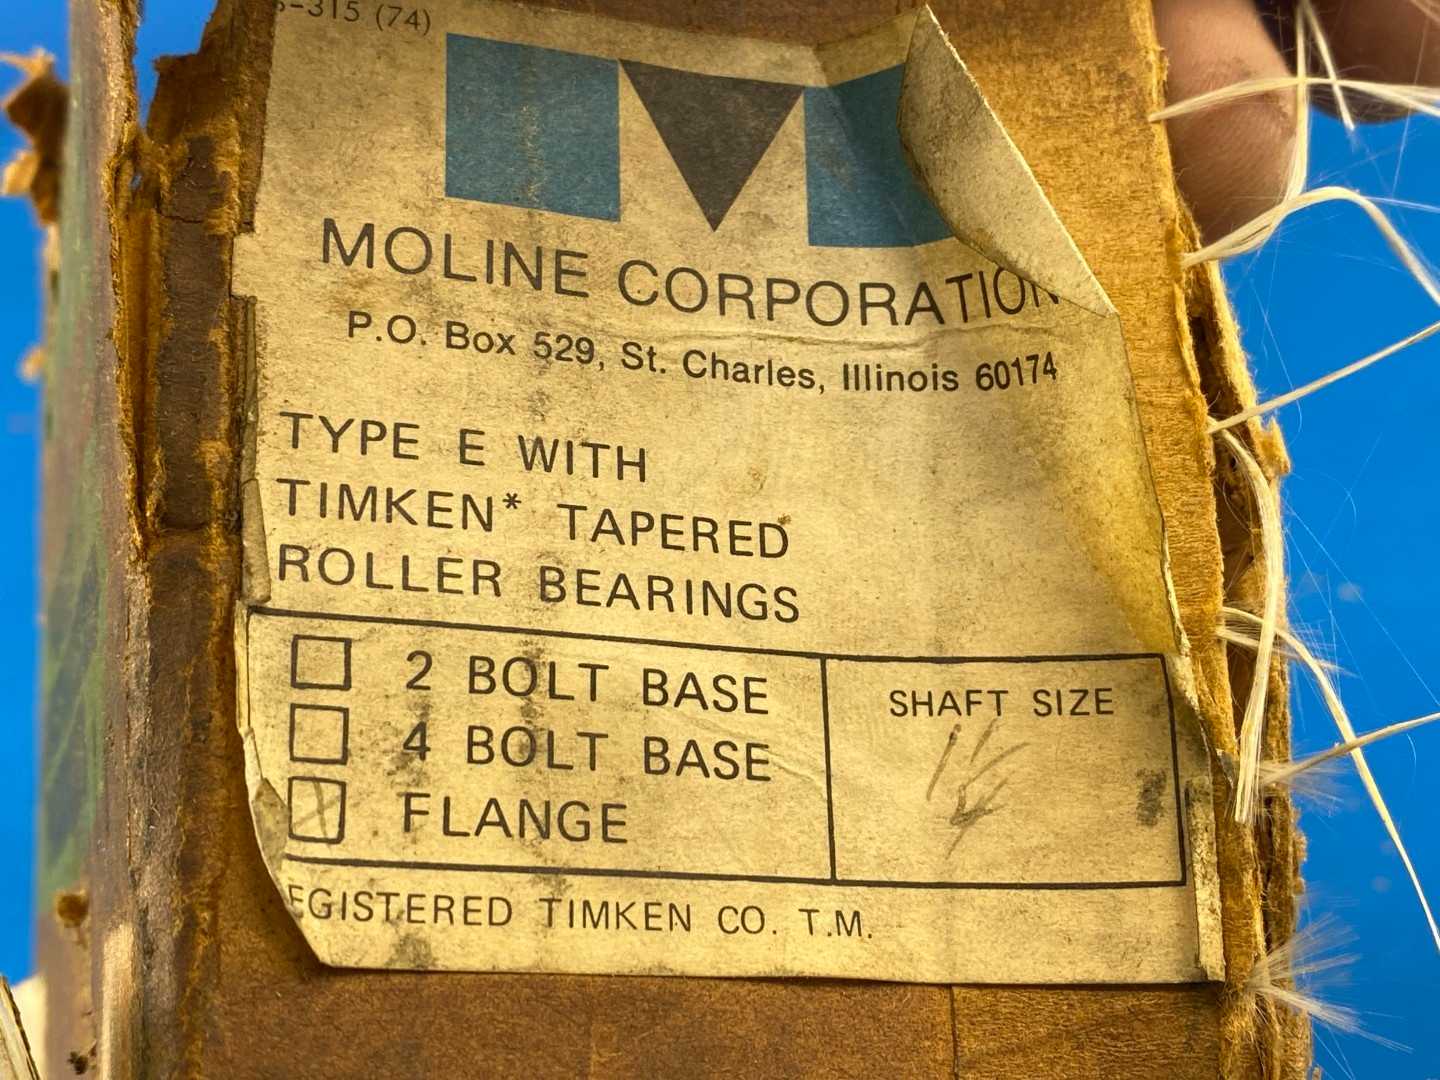 -315 (74)
MOLINE CORPORATION
P.O. Box 529, St. Charles, Illinois 60174
TYPE E WITH
TIMKEN* TAPERED
ROLLER BEARINGS
2 BOLT BASE
4 BOLT BASE
FLANGE
SHAFT SIZE
EGISTERED TIMKEN CO. T.M.